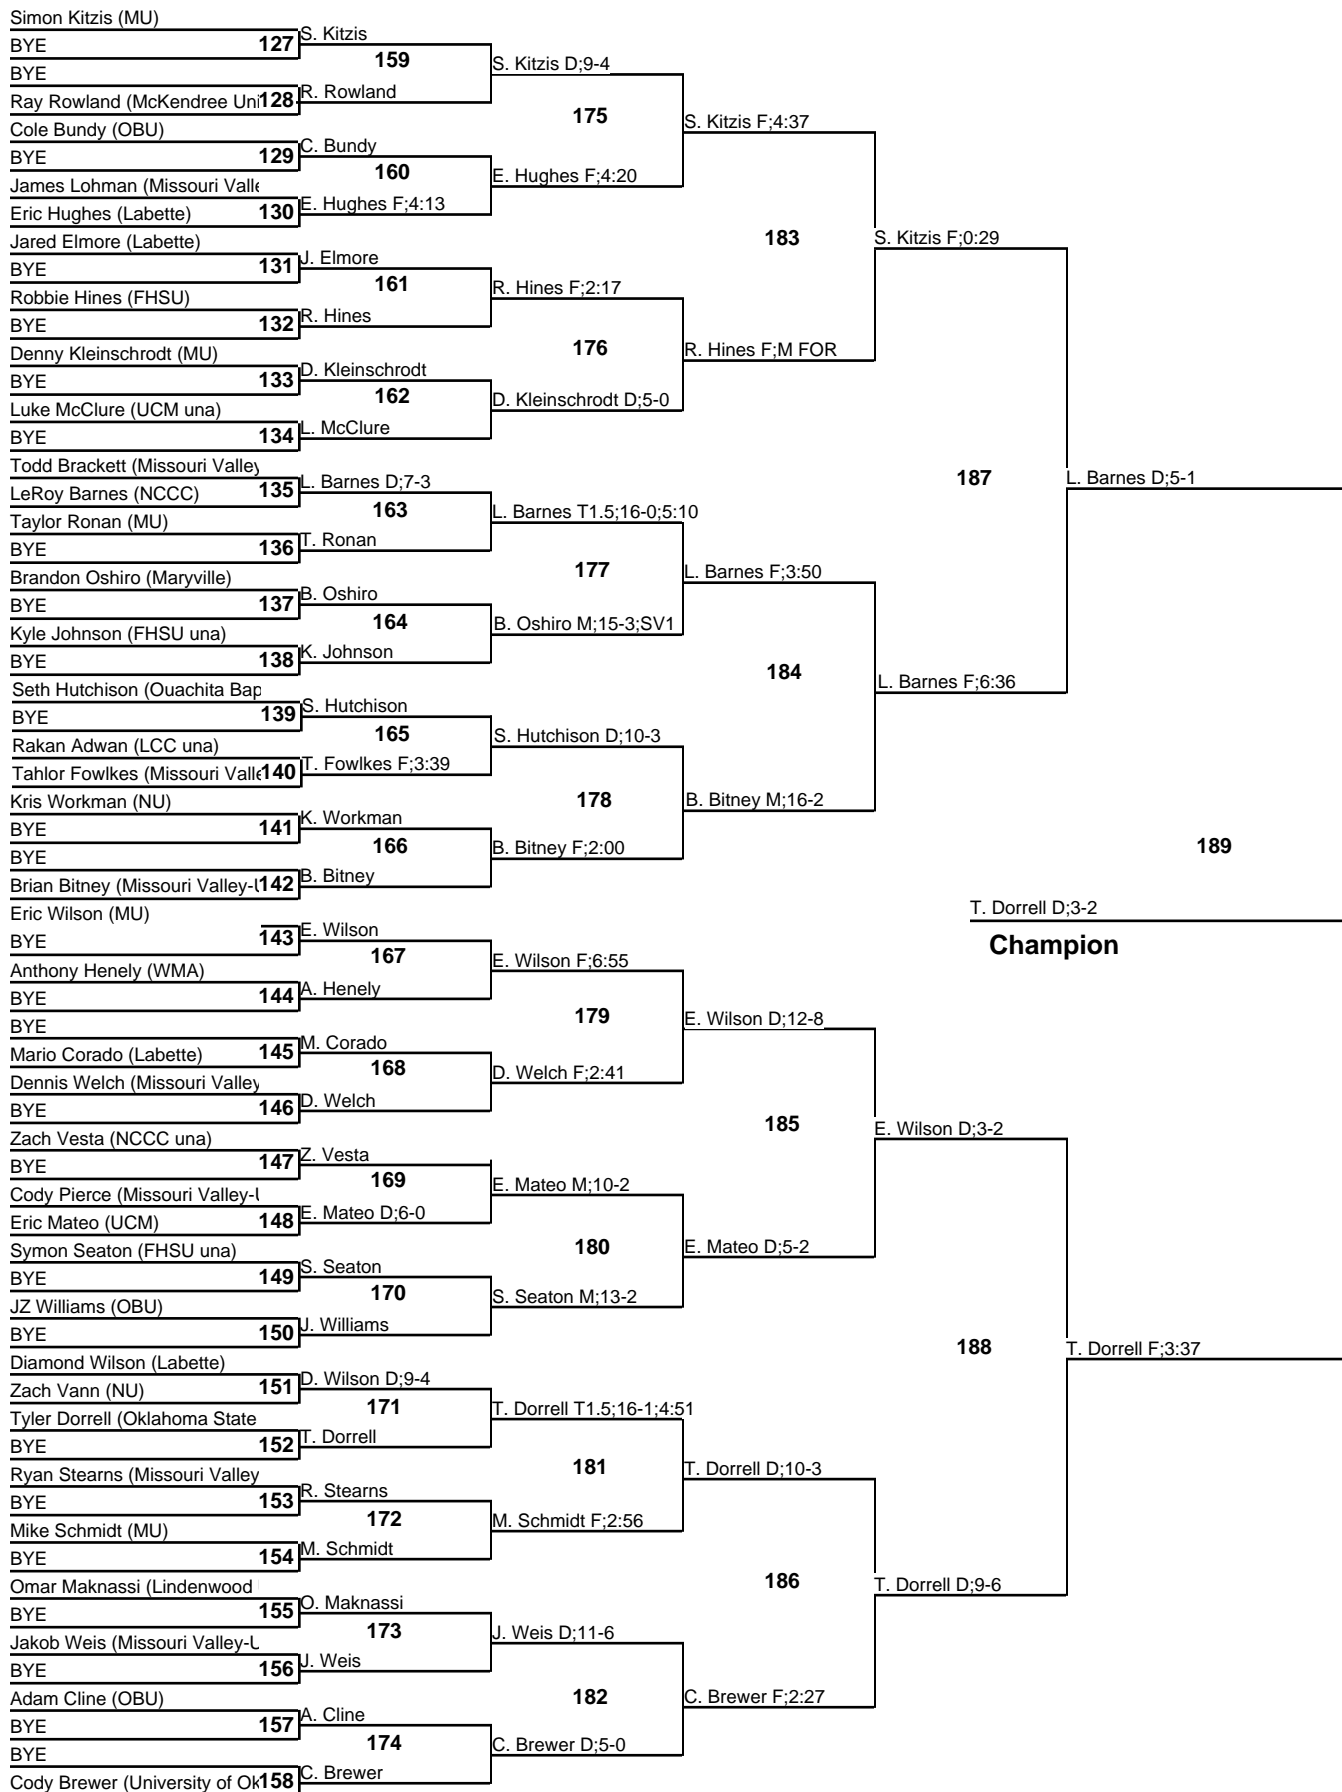 Simon Kitzis (MU)
BYE
127
BYE
Ray Rowland (McKendree Uni
128
Cole Bundy (OBU)
BYE
129
James Lohman (Missouri Valle
Eric Hughes (Labette)
130
Jared Elmore (Labette)
BYE
131
Robbie Hines (FHSU)
BYE
132
Denny Kleinschrodt (MU)
BYE
133
Luke McClure (UCM una)
BYE
134
Todd Brackett (Missouri Valley
LeRoy Barnes (NCCC)
135
Taylor Ronan (MU)
BYE
136
Brandon Oshiro (Maryville)
BYE
137
Kyle Johnson (FHSU una)
BYE
138
Seth Hutchison (Ouachita Bap
BYE
139
Rakan Adwan (LCC una)
Tahlor Fowlkes (Missouri Valle
140
Kris Workman (NU)
BYE
141
BYE
Brian Bitney (Missouri Valley-U
142
Eric Wilson (MU)
BYE
143
Anthony Henely (WMA)
BYE
144
BYE
Mario Corado (Labette)
145
Dennis Welch (Missouri Valley
BYE
146
Zach Vesta (NCCC una)
BYE
147
Cody Pierce (Missouri Valley-U
Eric Mateo (UCM)
148
Symon Seaton (FHSU una)
BYE
149
JZ Williams (OBU)
BYE
150
Diamond Wilson (Labette)
Zach Vann (NU)
151
Tyler Dorrell (Oklahoma State
BYE
152
Ryan Stearns (Missouri Valley
BYE
153
Mike Schmidt (MU)
BYE
154
Omar Maknassi (Lindenwood
BYE
155
Jakob Weis (Missouri Valley-U
BYE
156
Adam Cline (OBU)
BYE
157
BYE
Cody Brewer (University of Ok
158
S. Kitzis
159
R. Rowland
C. Bundy
160
E. Hughes F;4:13
J. Elmore
161
R. Hines
D. Kleinschrodt
162
L. McClure
L. Barnes D;7-3
163
T. Ronan
B. Oshiro
164
K. Johnson
S. Hutchison
165
T. Fowlkes F;3:39
K. Workman
166
B. Bitney
E. Wilson
167
A. Henely
M. Corado
168
D. Welch
Z. Vesta
169
E. Mateo D;6-0
S. Seaton
170
J. Williams
D. Wilson D;9-4
171
T. Dorrell
R. Stearns
172
M. Schmidt
O. Maknassi
173
J. Weis
A. Cline
174
C. Brewer
S. Kitzis D;9-4
175
E. Hughes F;4:20
R. Hines F;2:17
176
D. Kleinschrodt D;5-0
L. Barnes T1.5;16-0;5:10
177
B. Oshiro M;15-3;SV1
S. Hutchison D;10-3
178
B. Bitney F;2:00
E. Wilson F;6:55
179
D. Welch F;2:41
E. Mateo M;10-2
180
S. Seaton M;13-2
T. Dorrell T1.5;16-1;4:51
181
M. Schmidt F;2:56
J. Weis D;11-6
182
C. Brewer D;5-0
S. Kitzis F;4:37
183
R. Hines F;M FOR
L. Barnes F;3:50
184
B. Bitney M;16-2
E. Wilson D;12-8
185
E. Mateo D;5-2
T. Dorrell D;10-3
186
C. Brewer F;2:27
S. Kitzis F;0:29
187
L. Barnes F;6:36
E. Wilson D;3-2
188
T. Dorrell D;9-6
L. Barnes D;5-1
189
T. Dorrell F;3:37
T. Dorrell D;3-2
Champion